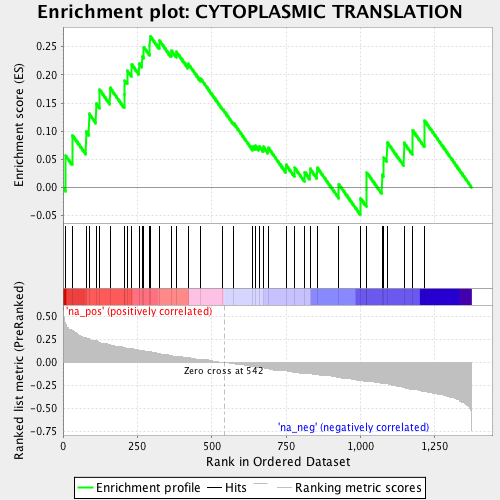 Enrichment plot: CYTOPLASMIC TRANSLATION
Enrichment score (ES)
0.25
0.20
0.15
0.10
0.05
0.00
-0.05
'na_pos' (positively correlated)
Ranked list metric (PreRanked)
0.50
0.25
0.00
-0.25
-0.50
-0.75
Zero cross at 542
'na_neg' (negatively correlated)
0
250
500
750
1,000
1,250
Rank in Ordered Dataset
Enrichment profile
Hits
Ranking metric scores